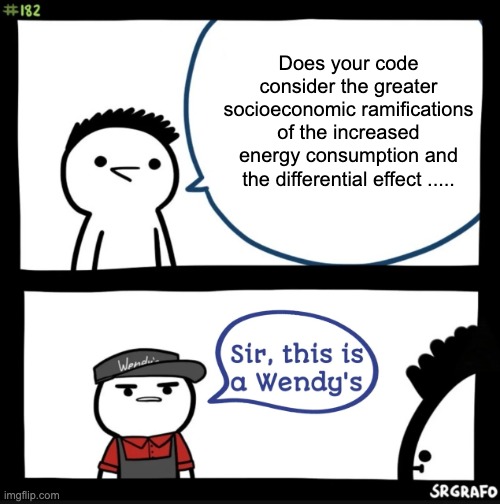 #182
Does your code
consider the greater
socioeconomic ramifications
of the increased
energy consumption and
the differential effect .....
Wendy's
Sir, this is
a Wendy's
imgflip.com
SRGRAFO